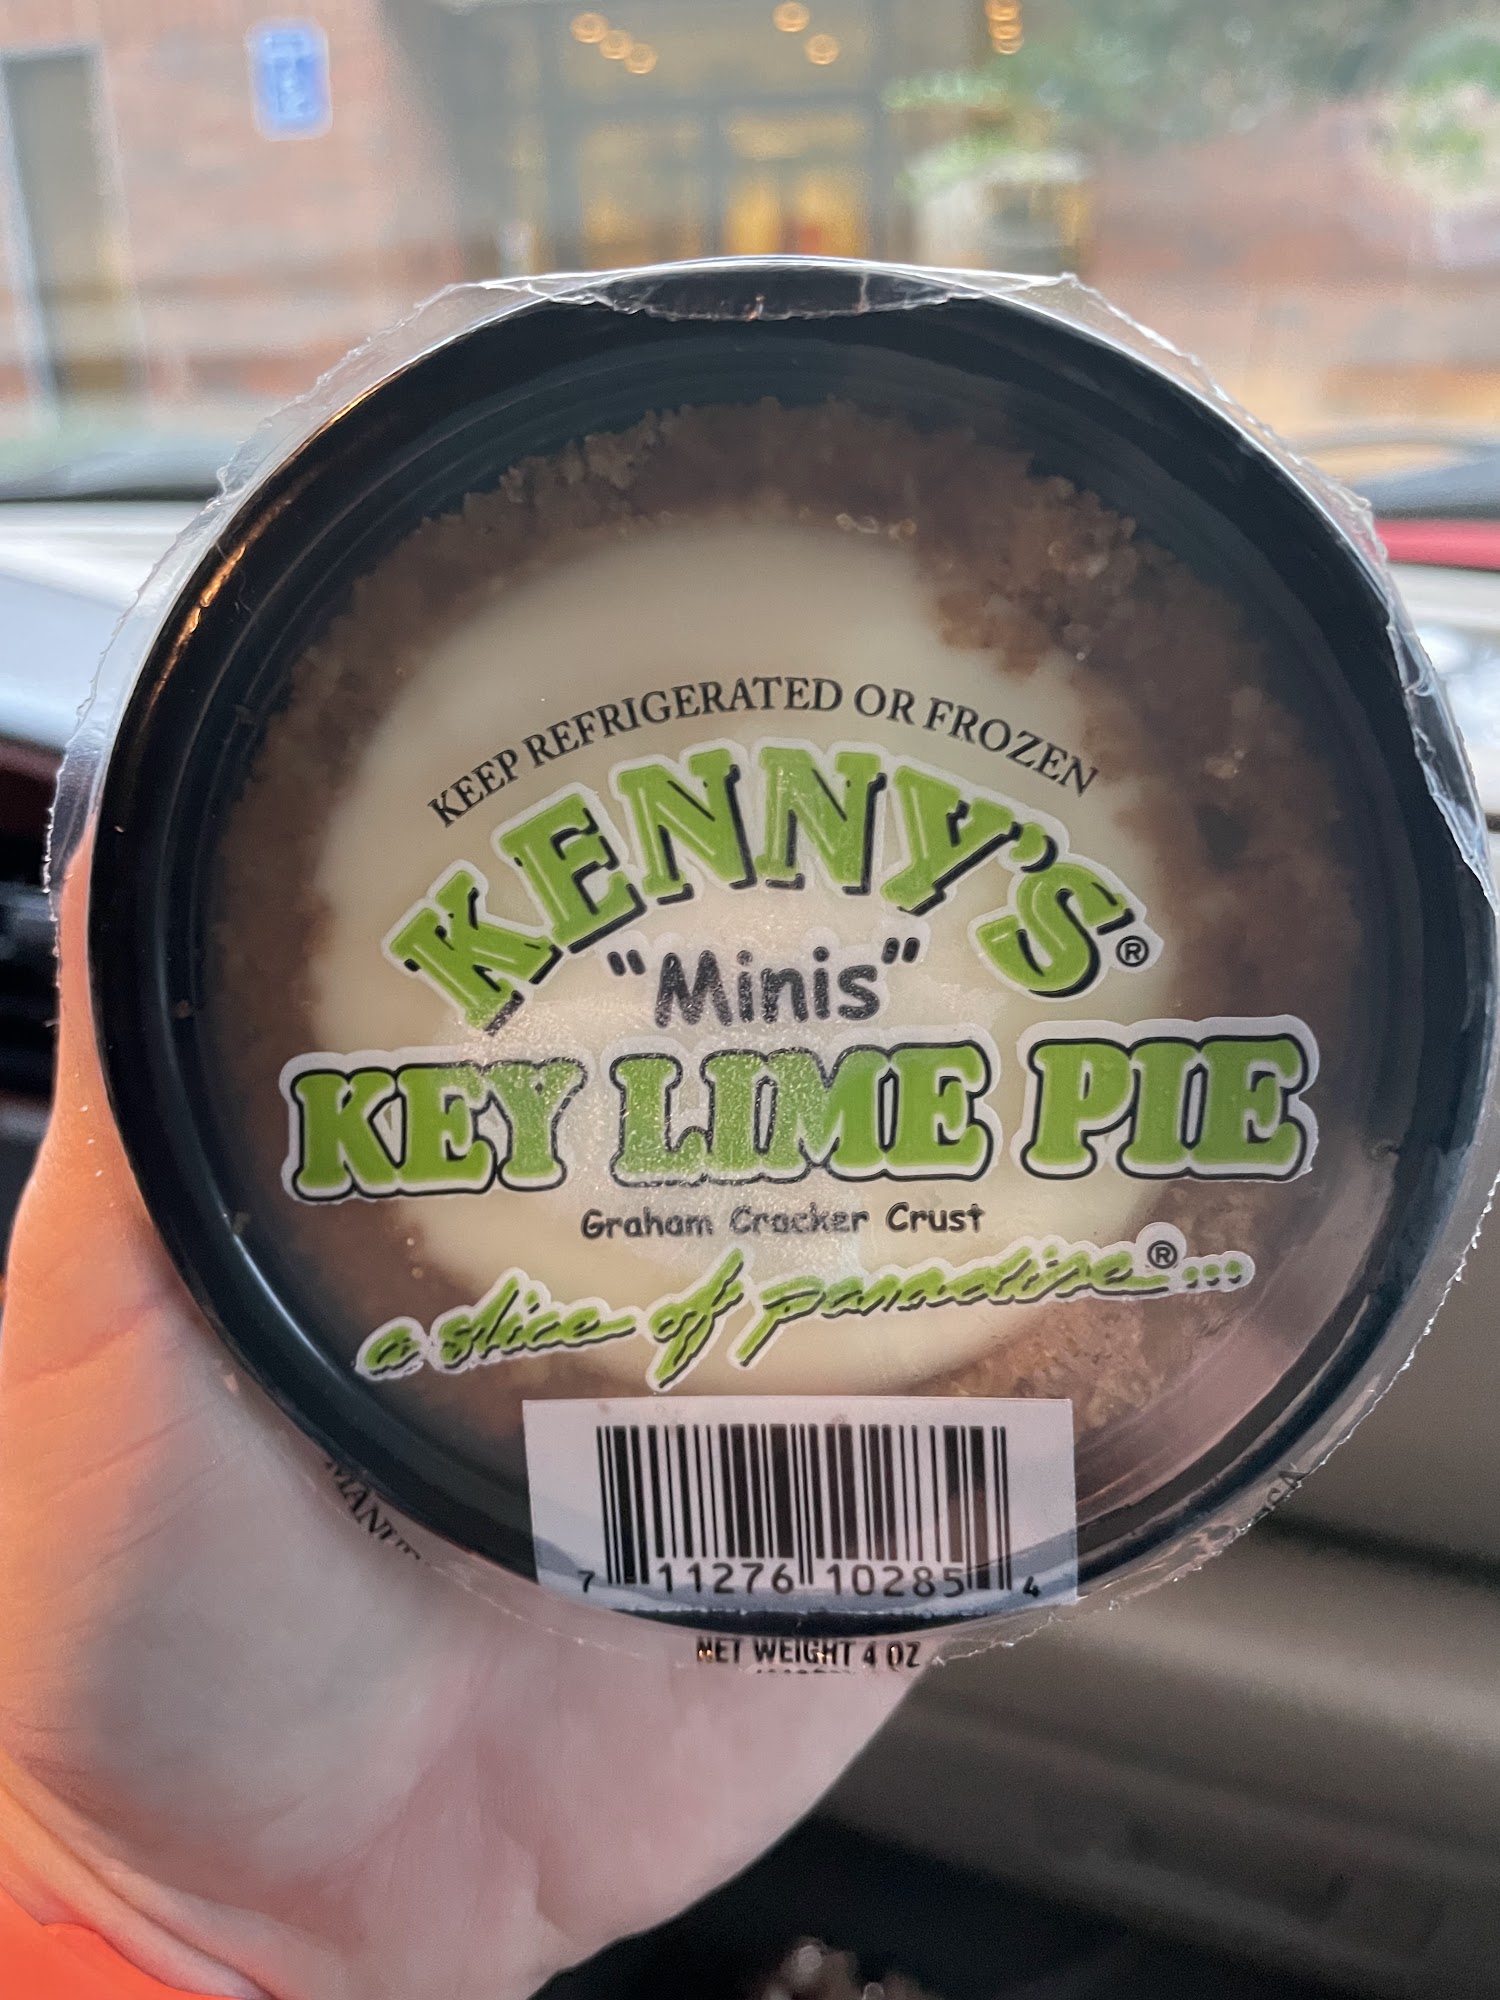 KEEP REFRIGERATED OR FROZEN
KENNY'S®
"Minis"
KEY LIME PIE
Graham Cracker Crust
a slice of paradise®...
7 11276 10285 4
NET WEIGHT 4 OZ